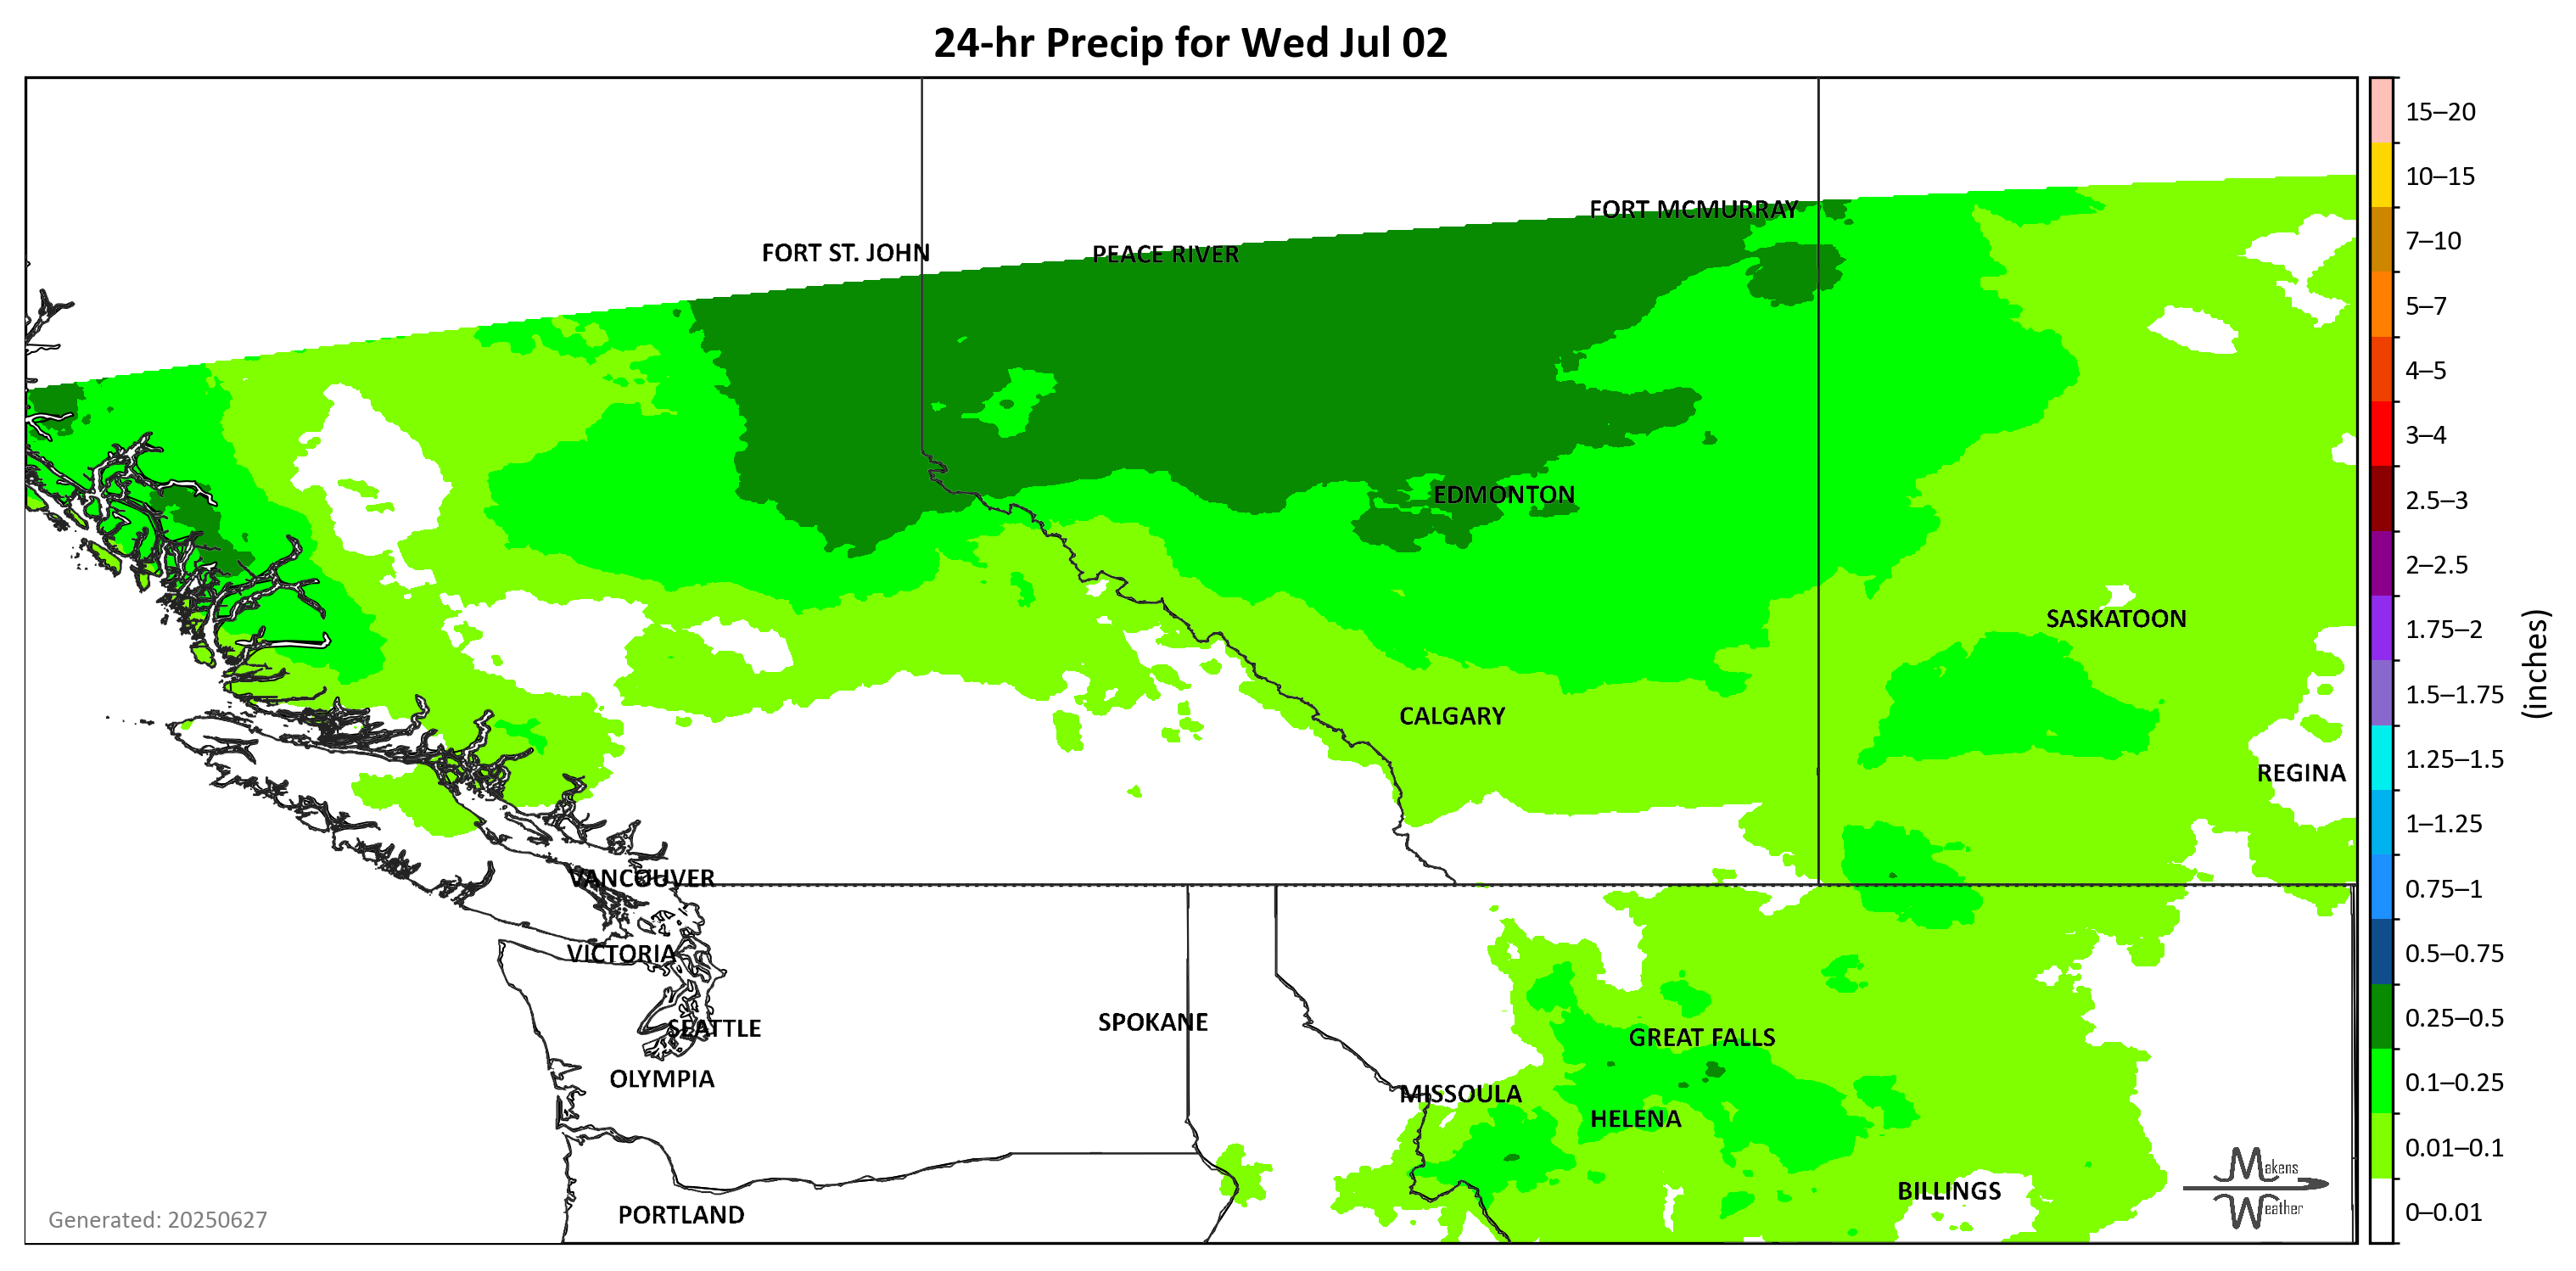 24-hr Precip for Wed Jul 02
FORT MCMURRAY
FORT ST. JOHN
PEACE RIVER
EDMONTON
SASKATOON
CALGARY
REGINA
VANCOUVER
VICTORIA
SPOKANE
SEATTLE
GREAT FALLS
OLYMPIA
MISSOULA
HELENA
BILLINGS
PORTLAND
Makens
Weather
Generated: 20250627
15–20
10–15
7–10
5–7
4–5
3–4
2.5–3
2–2.5
1.75–2
1.5–1.75
1.25–1.5
1–1.25
0.75–1
0.5–0.75
0.25–0.5
0.1–0.25
0.01–0.1
0–0.01
(inches)